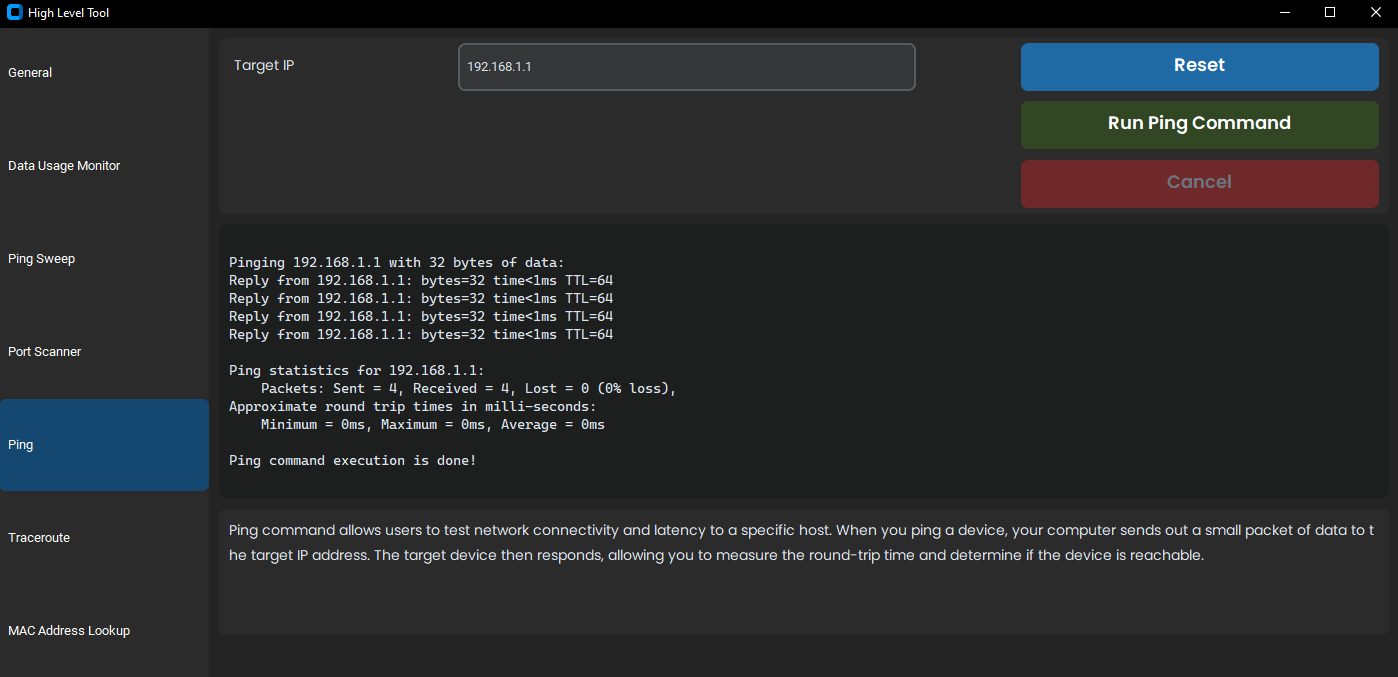 High Level Tool
General
Data Usage Monitor
Ping Sweep
Port Scanner
Ping
Traceroute
MAC Address Lookup
Target IP
192.168.1.1
Reset
Run Ping Command
Cancel
Pinging 192.168.1.1 with 32 bytes of data:
Reply from 192.168.1.1: bytes=32 time<1ms TTL=64
Reply from 192.168.1.1: bytes=32 time<1ms TTL=64
Reply from 192.168.1.1: bytes=32 time<1ms TTL=64
Reply from 192.168.1.1: bytes=32 time<1ms TTL=64
Ping statistics for 192.168.1.1:
Packets: Sent = 4, Received = 4, Lost = 0 (0% loss),
Approximate round trip times in milli-seconds:
Minimum = 0ms, Maximum = 0ms, Average = 0ms
Ping command execution is done!
Ping command allows users to test network connectivity and latency to a specific host. When you ping a device, your computer sends out a small packet of data to t
he target IP address. The target device then responds, allowing you to measure the round-trip time and determine if the device is reachable.